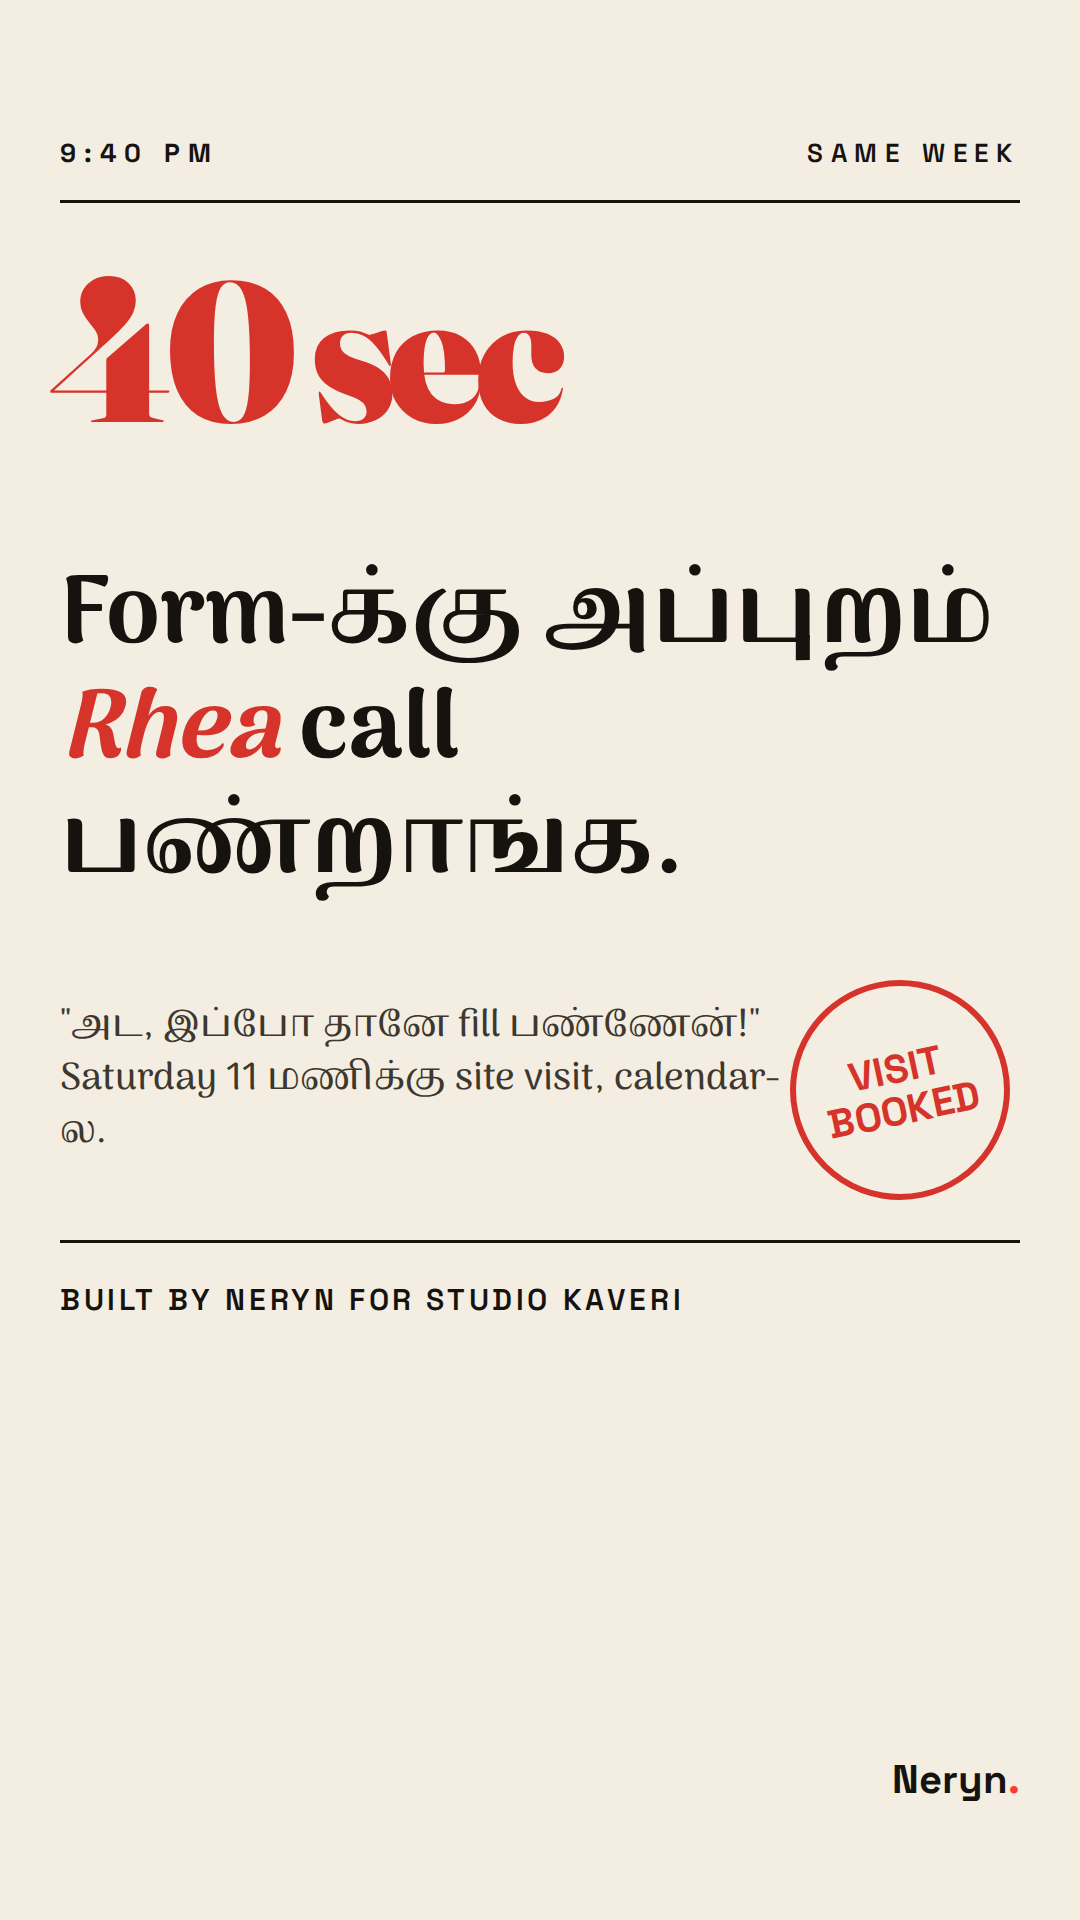 9:40 PM
SAME WEEK
40 sec
Form-க்கு அப்புறம்
Rhea call
பண்றாங்க.
"அட, இப்போ தானே fill பண்ணேன்!"
Saturday 11 மணிக்கு site visit, calendar-
ல.
VISIT
BOOKED
BUILT BY NERYN FOR STUDIO KAVERI
Neryn.